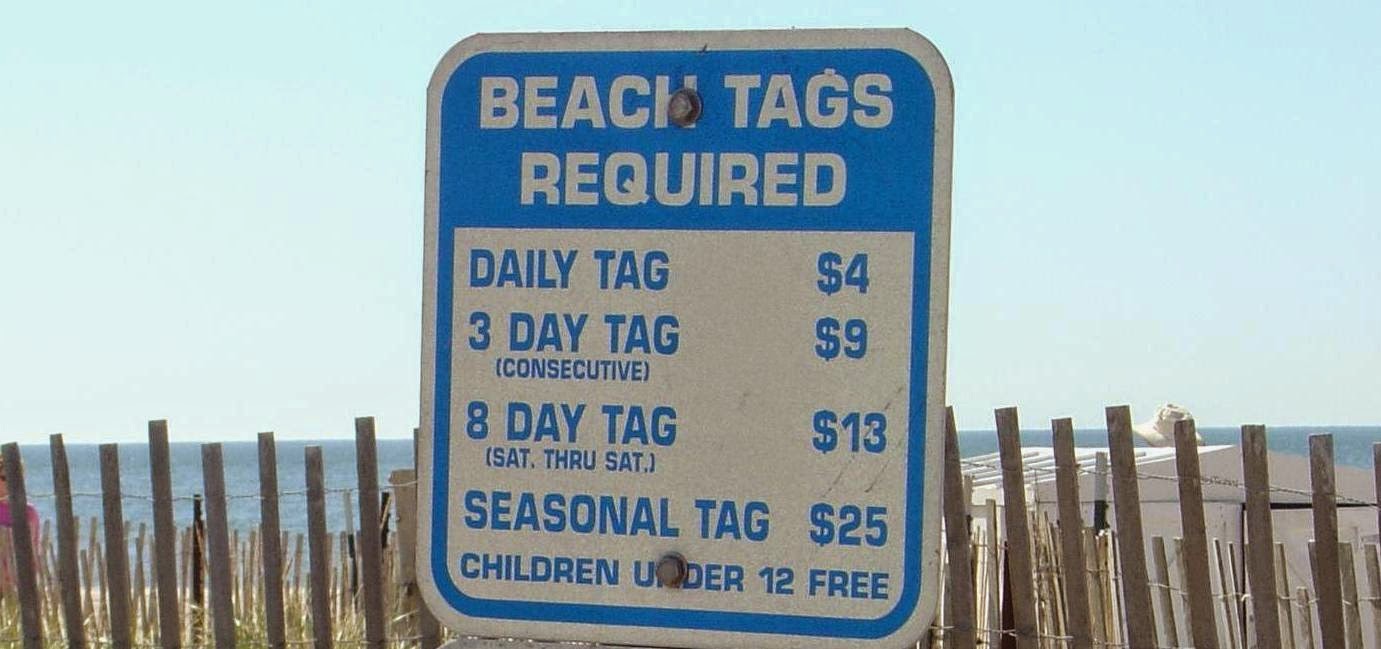 BEACH TAGS
REQUIRED
DAILY TAG $4
3 DAY TAG $9
(CONSECUTIVE)
8 DAY TAG $13
(SAT. THRU SAT.)
SEASONAL TAG $25
CHILDREN UNDER 12 FREE